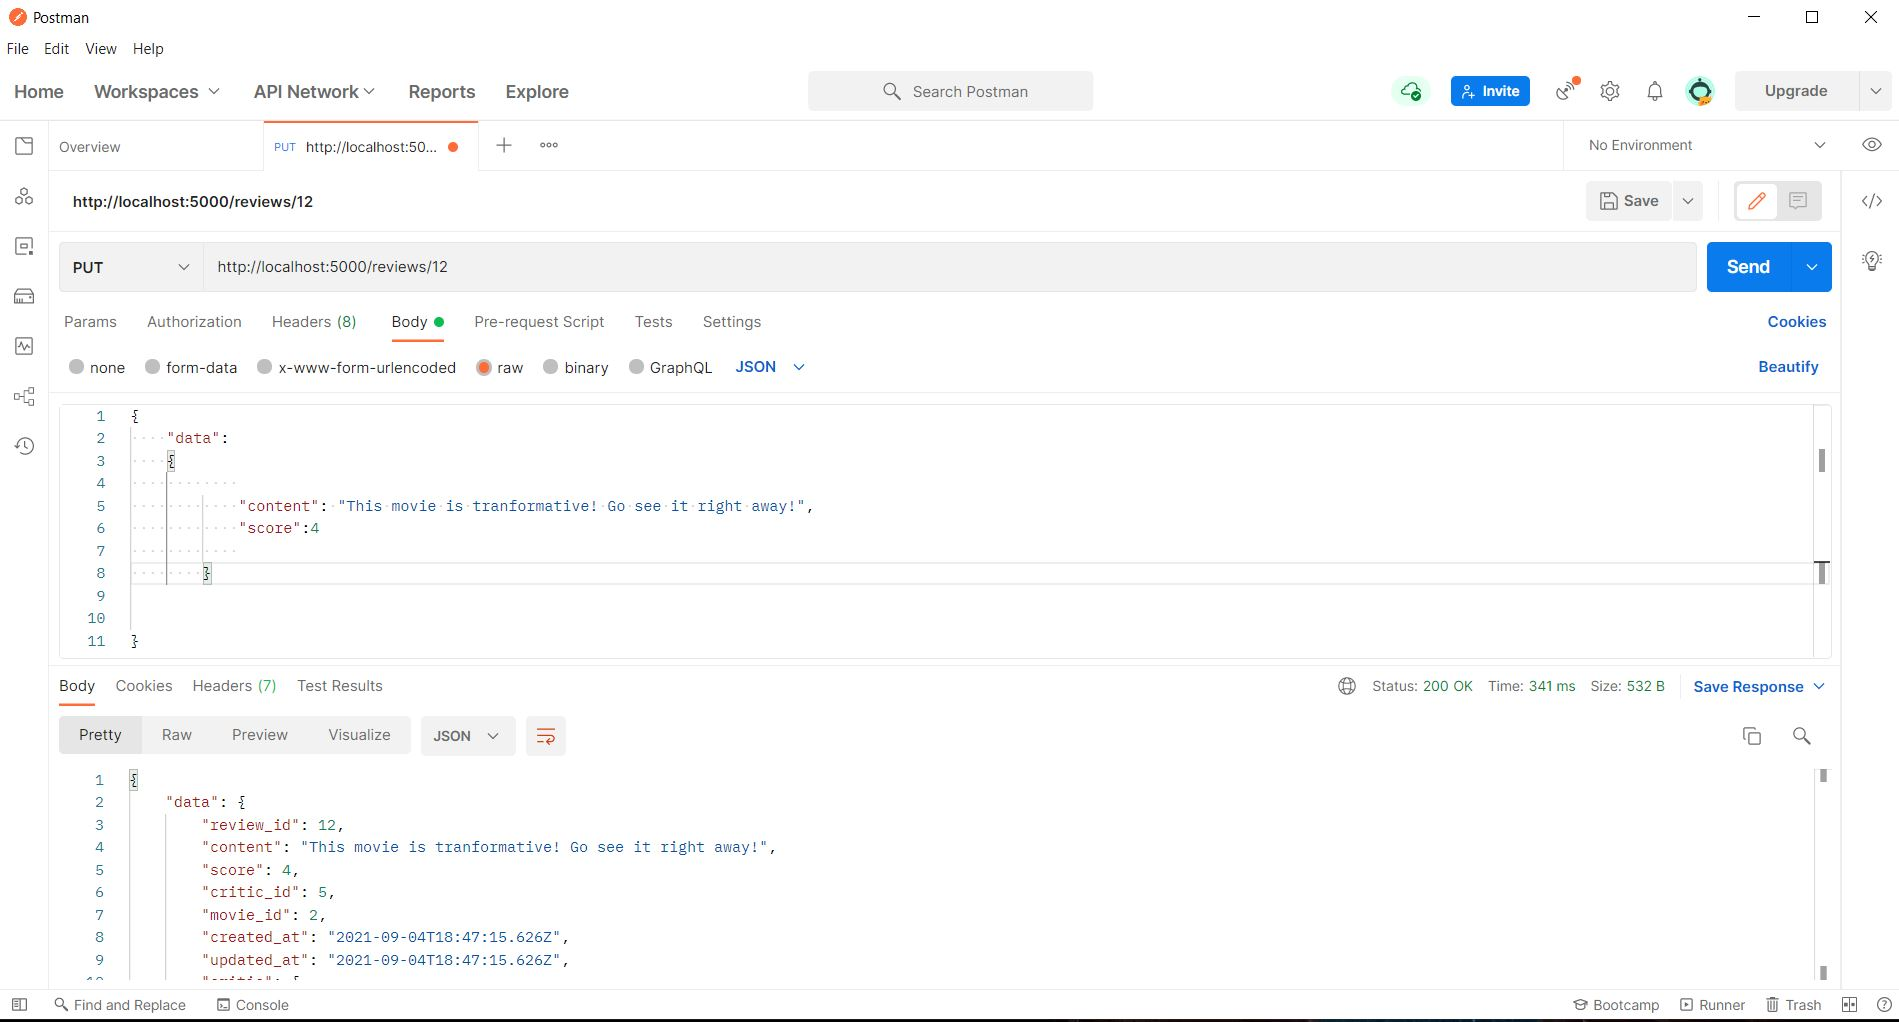 Postman
File Edit View Help
Home Workspaces API Network Reports Explore Search Postman Invite Upgrade
Overview PUT http://localhost:50... No Environment
http://localhost:5000/reviews/12 Save
PUT http://localhost:5000/reviews/12 Send
Params Authorization Headers (8) Body Pre-request Script Tests Settings Cookies
none form-data x-www-form-urlencoded raw binary GraphQL JSON Beautify
1 {
2 "data":
3 {
4
5 "content": "This movie is tranformative! Go see it right away!",
6 "score":4
7
8 }
9
10
11 }
Body Cookies Headers (7) Test Results Status: 200 OK Time: 341 ms Size: 532 B Save Response
Pretty Raw Preview Visualize JSON
1 {
2 "data": {
3 "review_id": 12,
4 "content": "This movie is tranformative! Go see it right away!",
5 "score": 4,
6 "critic_id": 5,
7 "movie_id": 2,
8 "created_at": "2021-09-04T18:47:15.626Z",
9 "updated_at": "2021-09-04T18:47:15.626Z",
Find and Replace Console Bootcamp Runner Trash